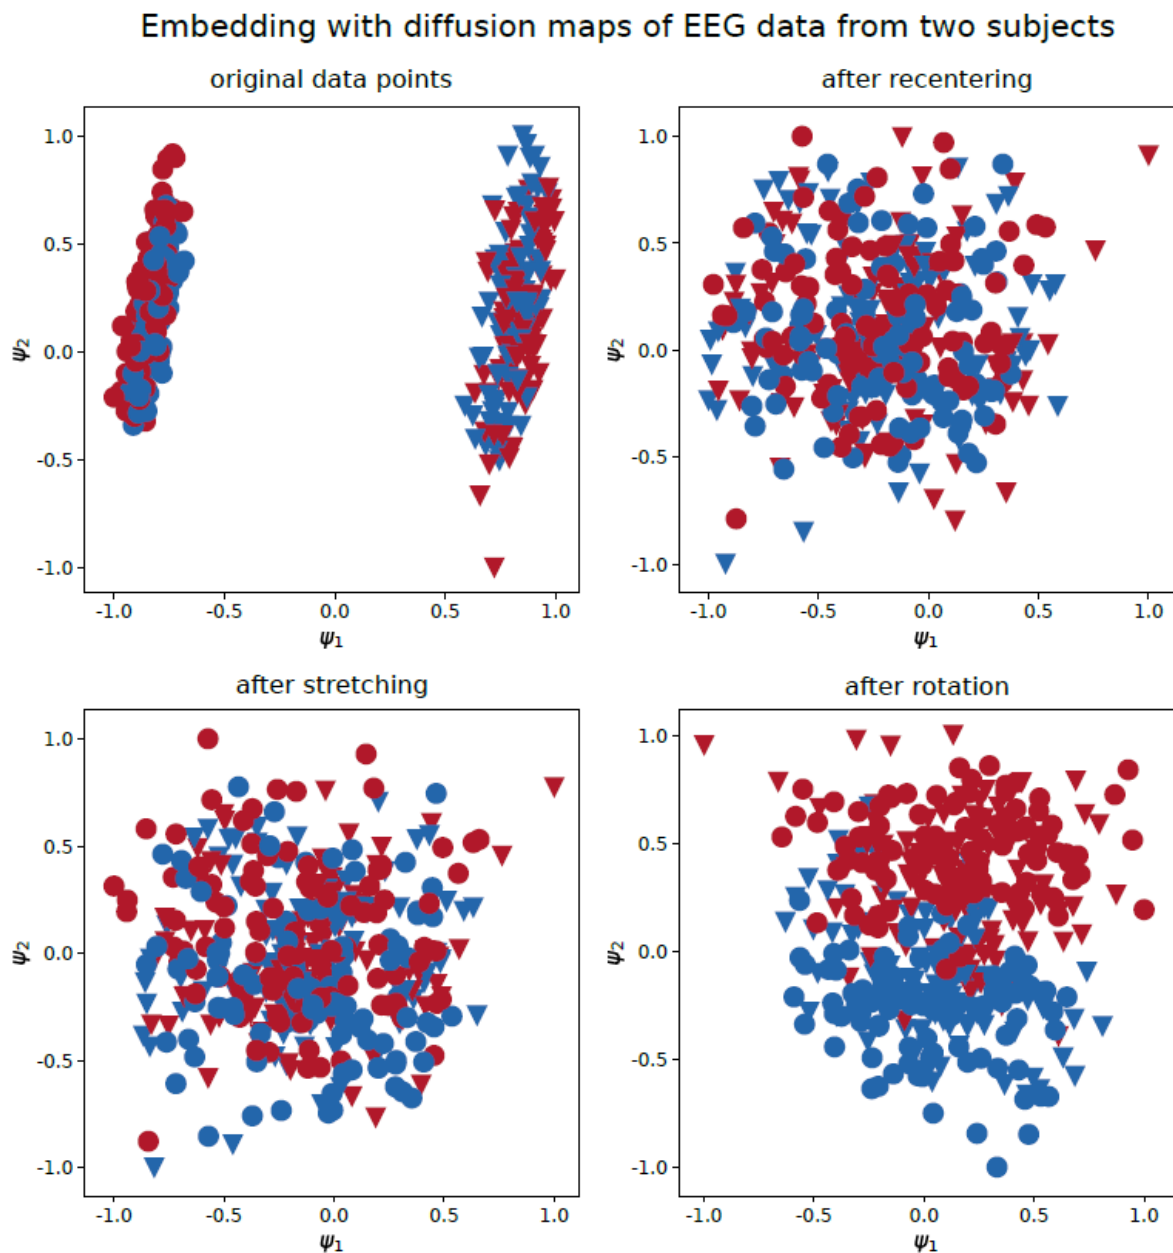 Embedding with diffusion maps of EEG data from two subjects
original data points
after recentering
1.0
0.5
0.0
-0.5
-1.0
ψ2
-1.0 -0.5 0.0 0.5 1.0
ψ1
1.0
0.5
0.0
-0.5
-1.0
ψ2
-1.0 -0.5 0.0 0.5 1.0
ψ1
after stretching
after rotation
1.0
0.5
0.0
-0.5
-1.0
ψ2
-1.0 -0.5 0.0 0.5 1.0
ψ1
1.0
0.5
0.0
-0.5
-1.0
ψ2
-1.0 -0.5 0.0 0.5 1.0
ψ1